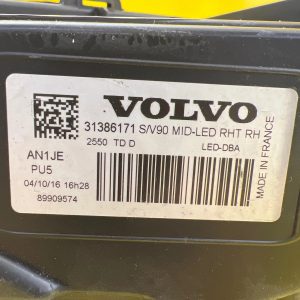 VOLVO
31386171 S/V90 MID-LED RHT RH
2550 TD D LED-DBA
AN1JE
PU5
04/10/16 16h28
89909574
MADE IN FRANCE